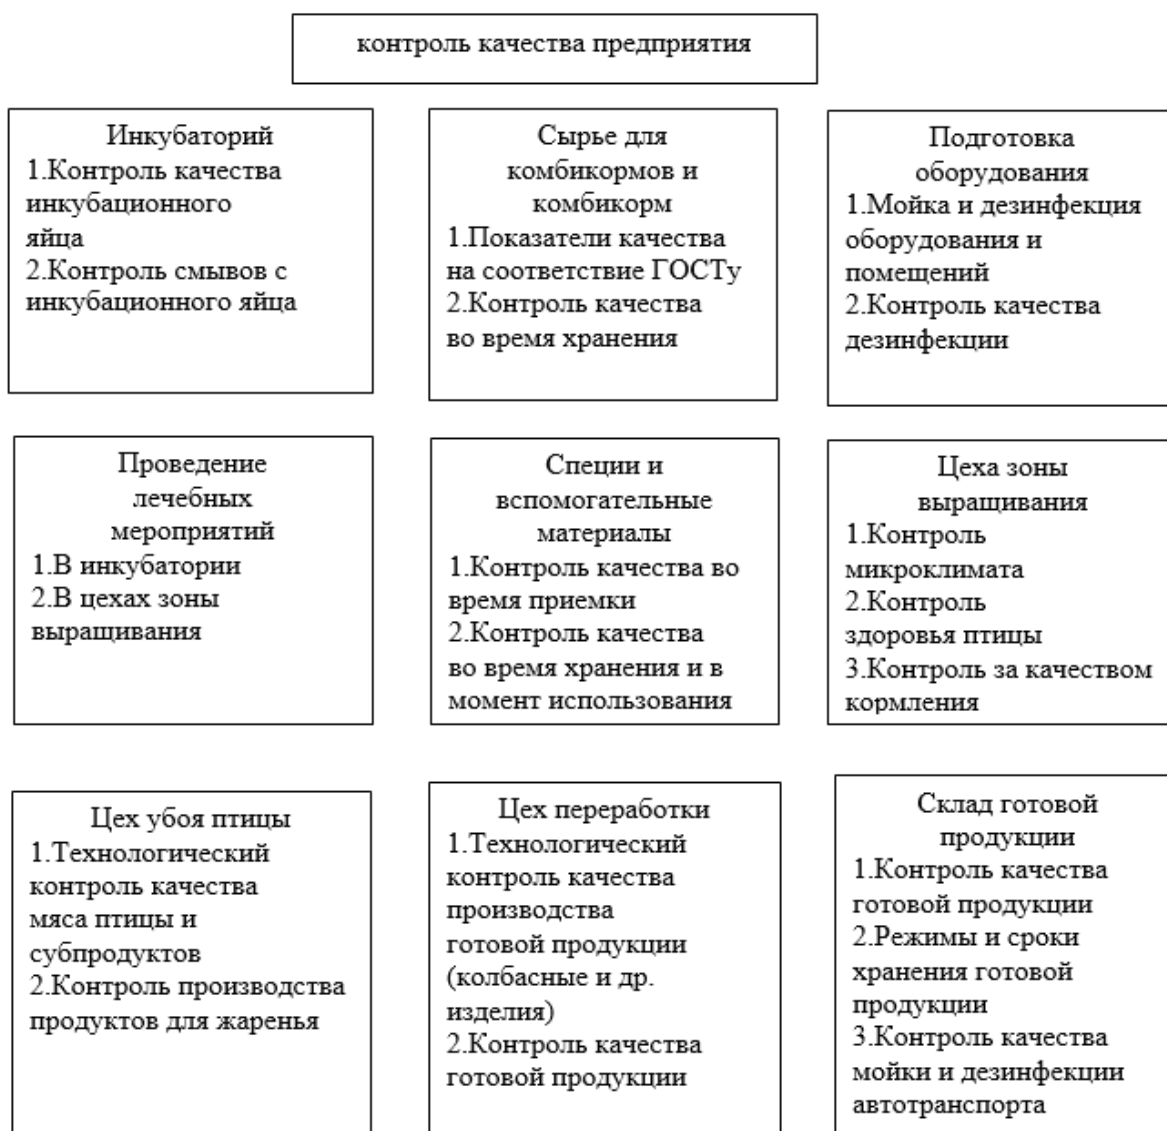 контроль качества предприятия
Инкубаторий
1.Контроль качества
инкубационного
яйца
2.Контроль смывов с
инкубационного яйца
Сырье для
комбикормов и
комбикорм
1.Показатели качества
на соответствие ГОСТу
2.Контроль качества
во время хранения
Подготовка
оборудования
1.Мойка и дезинфекция
оборудования и
помещений
2.Контроль качества
дезинфекции
Проведение
лечебных
мероприятий
1.В инкубатории
2.В цехах зоны
выращивания
Специи и
вспомогательные
материалы
1.Контроль качества во
время приемки
2.Контроль качества
во время хранения и в
момент использования
Цеха зоны
выращивания
1.Контроль
микроклимата
2.Контроль
здоровья птицы
3.Контроль за качеством
кормления
Цех убоя птицы
1.Технологический
контроль качества
мяса птицы и
субпродуктов
2.Контроль производства
продуктов для жаренья
Цех переработки
1.Технологический
контроль качества
производства
готовой продукции
(колбасные и др.
изделия)
2.Контроль качества
готовой продукции
Склад готовой
продукции
1.Контроль качества
готовой продукции
2.Режимы и сроки
хранения готовой
продукции
3.Контроль качества
мойки и дезинфекции
автотранспорта